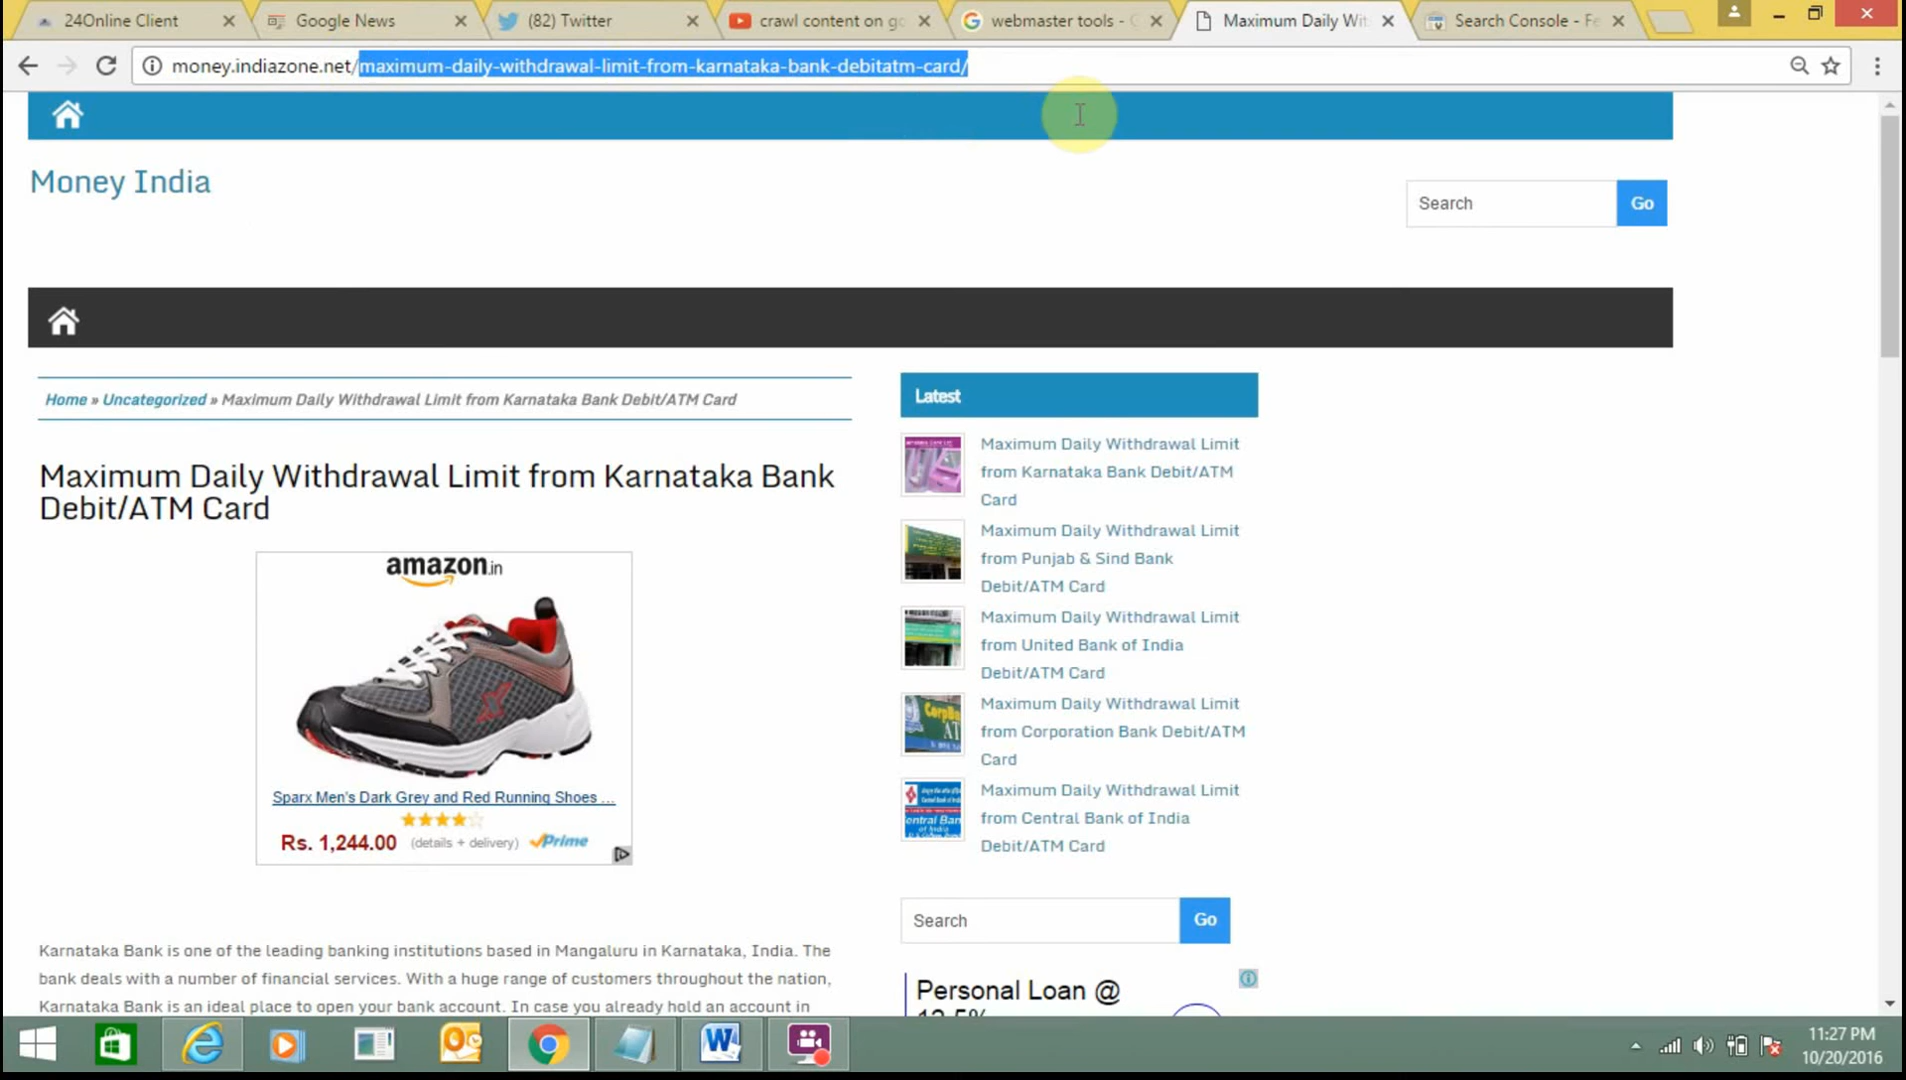 24Online Client
Google News
(82) Twitter
crawl content on go
webmaster tools - G
Maximum Daily Wit
Search Console - Fe
money.indiazone.net/maximum-daily-withdrawal-limit-from-karnataka-bank-debitatm-card/
Money India
Search
Go
Home » Uncategorized » Maximum Daily Withdrawal Limit from Karnataka Bank Debit/ATM Card
Maximum Daily Withdrawal Limit from Karnataka Bank
Debit/ATM Card
amazon.in
Sparx Men's Dark Grey and Red Running Shoes ...
Rs. 1,244.00 (details + delivery) Prime
Karnataka Bank is one of the leading banking institutions based in Mangaluru in Karnataka, India. The
bank deals with a number of financial services. With a huge range of customers throughout the nation,
Karnataka Bank is an ideal place to open your bank account. In case you already hold an account in
Latest
Maximum Daily Withdrawal Limit
from Karnataka Bank Debit/ATM
Card
Maximum Daily Withdrawal Limit
from Punjab & Sind Bank
Debit/ATM Card
Maximum Daily Withdrawal Limit
from United Bank of India
Debit/ATM Card
Maximum Daily Withdrawal Limit
from Corporation Bank Debit/ATM
Card
Maximum Daily Withdrawal Limit
from Central Bank of India
Debit/ATM Card
Search
Go
Personal Loan @
12.5%
11:27 PM
10/20/2016